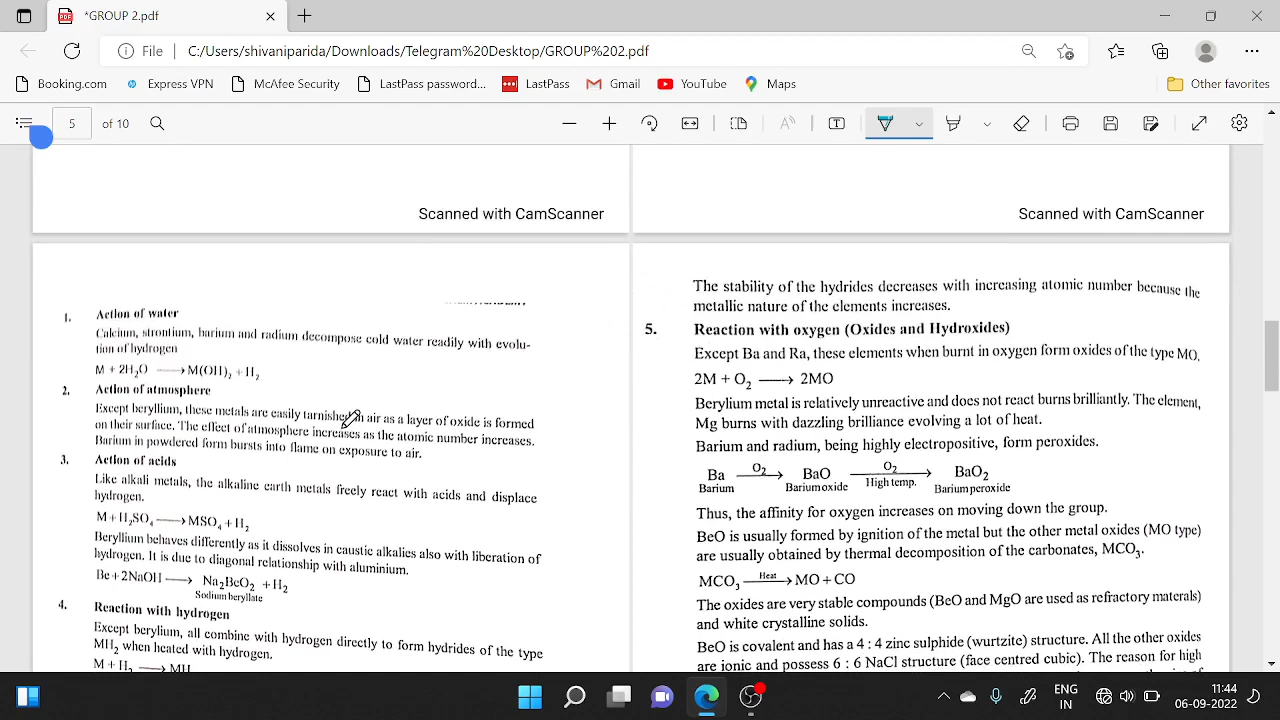 *GROUP 2.pdf
File
C:/Users/shivaniparida/Downloads/Telegram%20Desktop/GROUP%202.pdf
Booking.com
Express VPN
McAfee Security
LastPass password...
LastPass
Gmail
YouTube
Maps
Other favorites
5
of 10
Scanned with CamScanner
Scanned with CamScanner
1. Action of water
Calcium, strontium, barium and radium decompose cold water readily with evolu-
tion of hydrogen
M + 2H₂O ⟶ M(OH)₂ + H₂
2. Action of atmosphere
Except beryllium, these metals are easily tarnished in air as a layer of oxide is formed
on their surface. The effect of atmosphere increases as the atomic number increases.
Barium in powdered form bursts into flame on exposure to air.
3. Action of acids
Like alkali metals, the alkaline earth metals freely react with acids and displace
hydrogen.
M + H₂SO₄ ⟶ MSO₄ + H₂
Beryllium behaves differently as it dissolves in caustic alkalies also with liberation of
hydrogen. It is due to diagonal relationship with aluminium.
Be + 2NaOH ⟶ Na₂BeO₂ + H₂
Sodium beryllate
4. Reaction with hydrogen
Except berylium, all combine with hydrogen directly to form hydrides of the type
MH₂ when heated with hydrogen.
M + H₂ ⟶ MH
The stability of the hydrides decreases with increasing atomic number because the
metallic nature of the elements increases.
5. Reaction with oxygen (Oxides and Hydroxides)
Except Ba and Ra, these elements when burnt in oxygen form oxides of the type MO,
2M + O₂ ⟶ 2MO
Berylium metal is relatively unreactive and does not react burns brilliantly. The element,
Mg burns with dazzling brilliance evolving a lot of heat.
Barium and radium, being highly electropositive, form peroxides.
Ba O₂⟶ BaO O₂⟶ BaO₂
Barium Barium oxide High temp. Barium peroxide
Thus, the affinity for oxygen increases on moving down the group.
BeO is usually formed by ignition of the metal but the other metal oxides (MO type)
are usually obtained by thermal decomposition of the carbonates, MCO₃.
MCO₃ Heat⟶ MO + CO
The oxides are very stable compounds (BeO and MgO are used as refractory materals)
and white crystalline solids.
BeO is covalent and has a 4 : 4 zinc sulphide (wurtzite) structure. All the other oxides
are ionic and possess 6 : 6 NaCl structure (face centred cubic). The reason for high
ENG
IN
11:44
06-09-2022